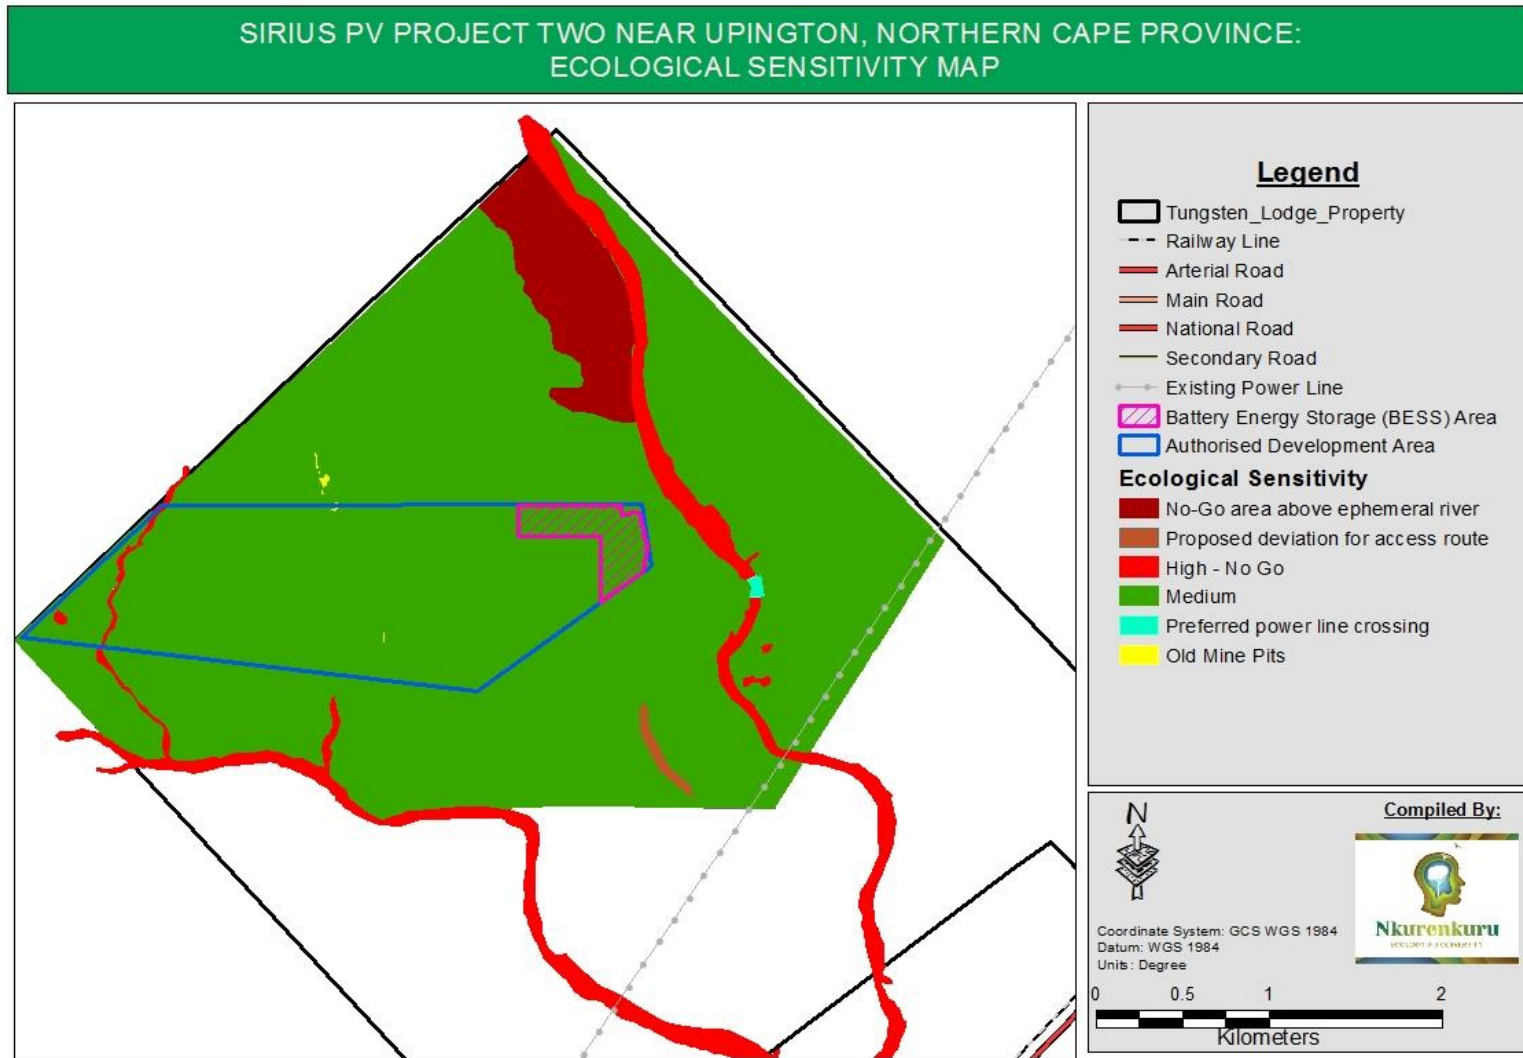 SIRIUS PV PROJECT TWO NEAR UPINGTON, NORTHERN CAPE PROVINCE:
ECOLOGICAL SENSITIVITY MAP
Legend
Tungsten_Lodge_Property
Railway Line
Arterial Road
Main Road
National Road
Secondary Road
Existing Power Line
Battery Energy Storage (BESS) Area
Authorised Development Area
Ecological Sensitivity
No-Go area above ephemeral river
Proposed deviation for access route
High - No Go
Medium
Preferred power line crossing
Old Mine Pits
N
Compiled By:
Nkurenkuru
Coordinate System: GCS WGS 1984
Datum: WGS 1984
Units: Degree
0 0.5 1 2
Kilometers